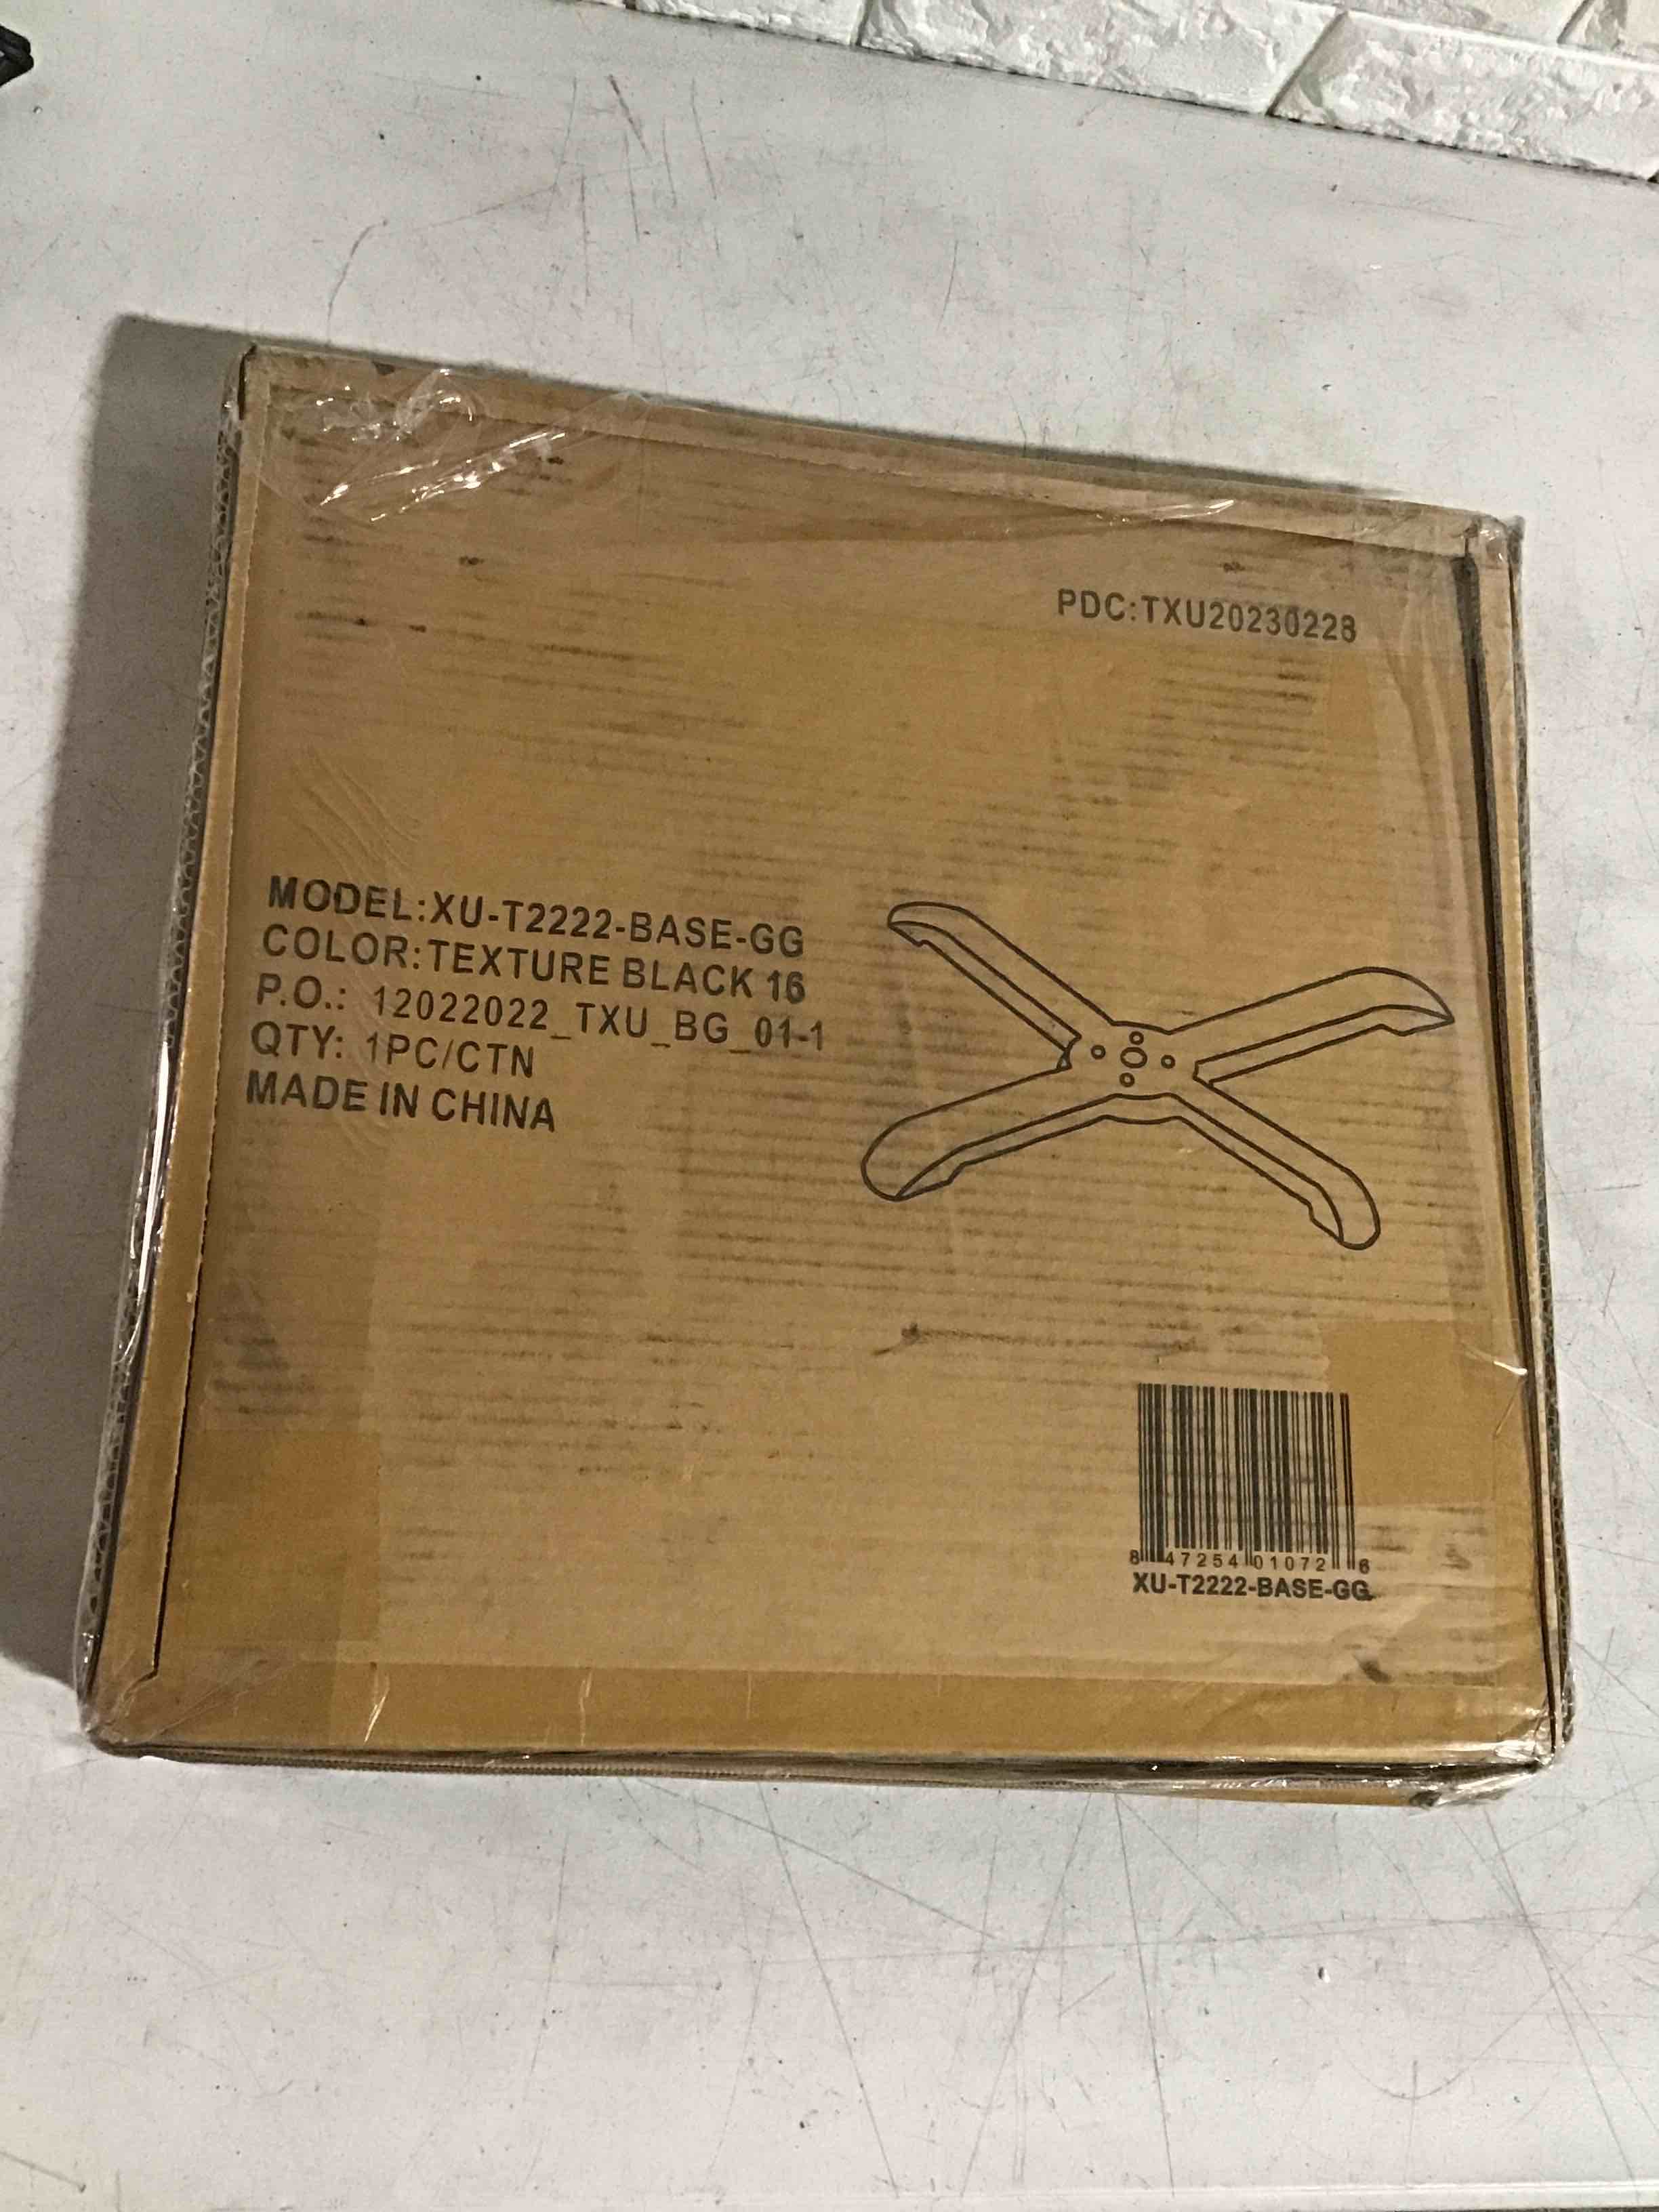 PDC:TXU20230228
MODEL:XU-T2222-BASE-GG
COLOR:TEXTURE BLACK 16
P.O.: 12022022_TXU_BG_01-1
QTY: 1PC/CTN
MADE IN CHINA
8 47254 01072 6
XU-T2222-BASE-GG